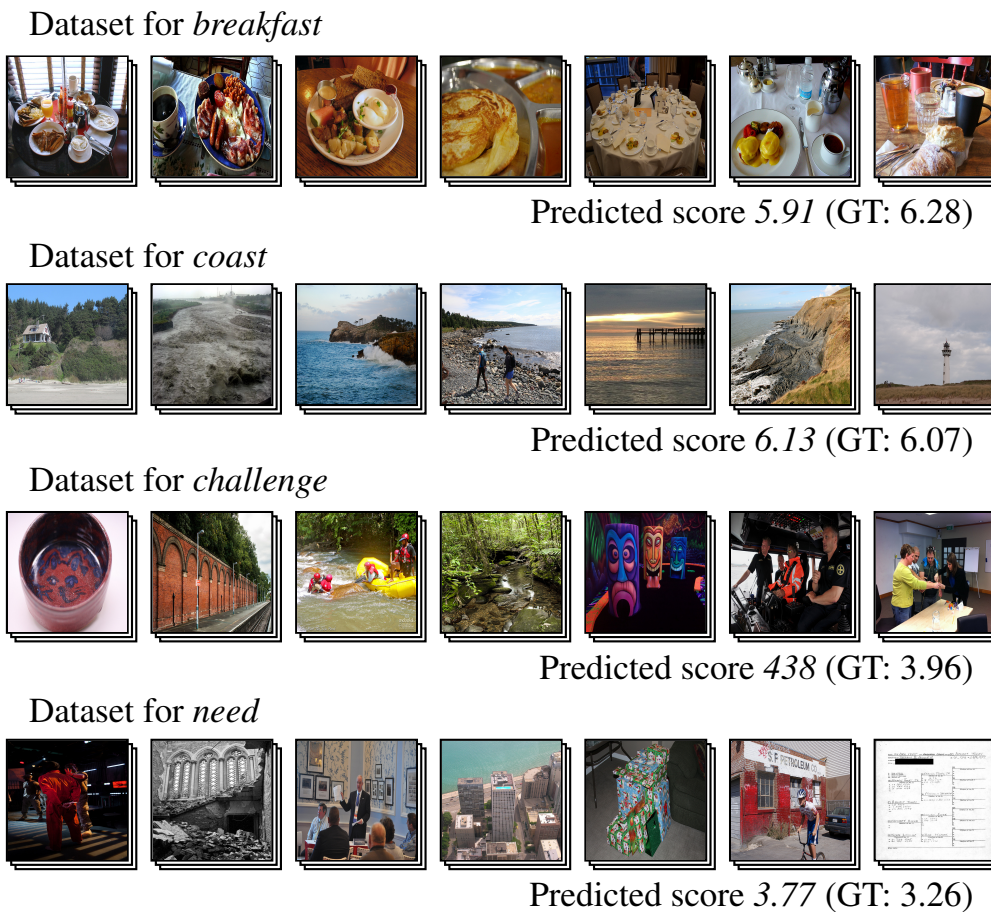 Dataset for breakfast
Predicted score 5.91 (GT: 6.28)
Dataset for coast
Predicted score 6.13 (GT: 6.07)
Dataset for challenge
Predicted score 438 (GT: 3.96)
Dataset for need
S.F PETROLEUM CO.
Predicted score 3.77 (GT: 3.26)